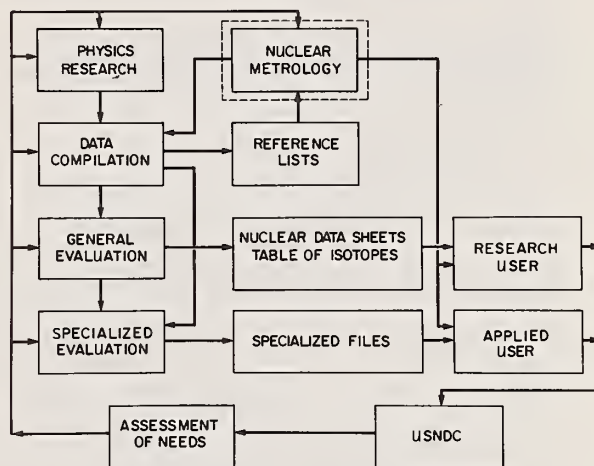 PHYSICS
RESEARCH
NUCLEAR
METROLOGY
DATA
COMPILATION
REFERENCE
LISTS
GENERAL
EVALUATION
NUCLEAR DATA SHEETS
TABLE OF ISOTOPES
RESEARCH
USER
SPECIALIZED
EVALUATION
SPECIALIZED FILES
APPLIED
USER
ASSESSMENT
OF NEEDS
USNDC